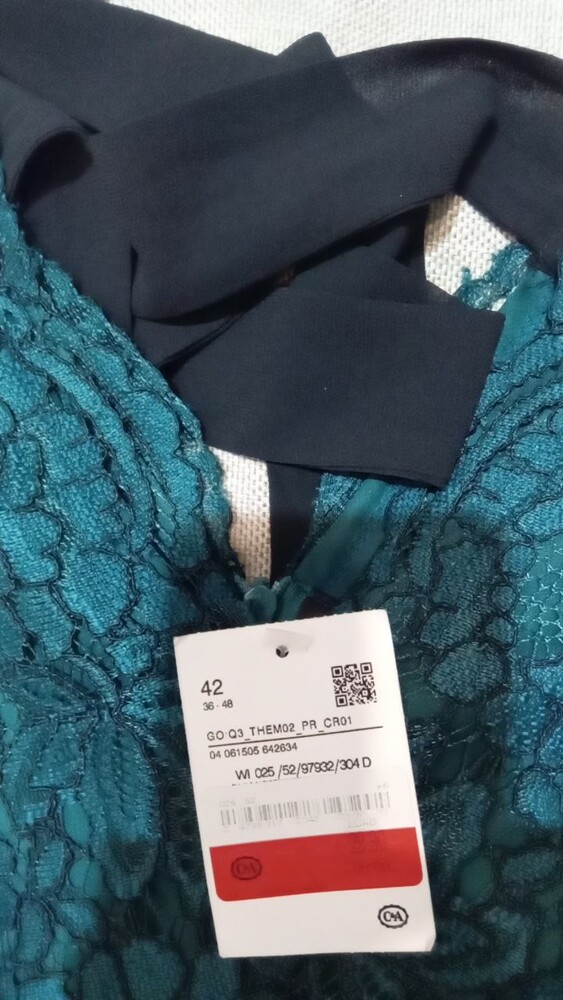 42
36 - 48
GO Q3_THEM02_PR_CR01
04 061505 642634
WI 025 /52/97932/304 D
C&A
C&A